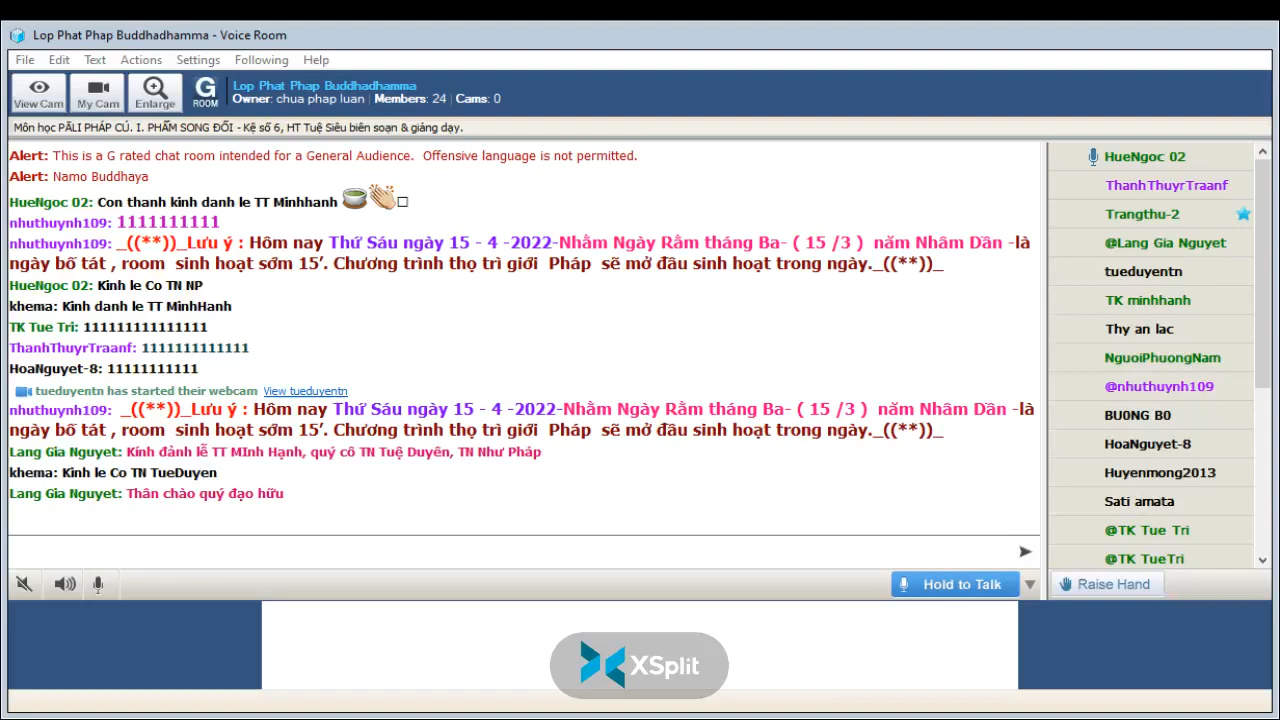 Lop Phat Phap Buddhadhamma - Voice Room
File Edit Text Actions Settings Following Help
View Cam My Cam Enlarge G ROOM
Lop Phat Phap Buddhadhamma
Owner: chua phap luan | Members: 24 | Cams: 0
Môn học PÃLI PHÁP CÚ. I. PHẨM SONG ĐỐI - Kệ số 6, HT Tuệ Siêu biên soạn & giảng dạy.
Alert: This is a G rated chat room intended for a General Audience. Offensive language is not permitted.
Alert: Namo Buddhaya
HueNgoc 02: Con thanh kinh danh le TT Minhhanh
nhuthuynh109: 1111111111
nhuthuynh109: _((**))_Lưu ý : Hôm nay Thứ Sáu ngày 15 - 4 -2022-Nhằm Ngày Rằm tháng Ba- ( 15 /3 ) năm Nhâm Dần -là
ngày bố tát , room sinh hoạt sớm 15’. Chương trình thọ trì giới Pháp sẽ mở đầu sinh hoạt trong ngày._((**))_
HueNgoc 02: Kinh le Co TN NP
khema: Kinh danh le TT MinhHanh
TK Tue Tri: 111111111111111
ThanhThuyrTraanf: 1111111111111
HoaNguyet-8: 11111111111
tueduyentn has started their webcam View tueduyentn
nhuthuynh109: _((**))_Lưu ý : Hôm nay Thứ Sáu ngày 15 - 4 -2022-Nhằm Ngày Rằm tháng Ba- ( 15 /3 ) năm Nhâm Dần -là
ngày bố tát , room sinh hoạt sớm 15’. Chương trình thọ trì giới Pháp sẽ mở đầu sinh hoạt trong ngày._((**))_
Lang Gia Nguyet: Kính đảnh lễ TT MInh Hạnh, quý cô TN Tuệ Duyên, TN Như Pháp
khema: Kinh le Co TN TueDuyen
Lang Gia Nguyet: Thân chào quý đạo hữu
HueNgoc 02
ThanhThuyrTraanf
Trangthu-2
@Lang Gia Nguyet
tueduyentn
TK minhhanh
Thy an lac
NguoiPhuongNam
@nhuthuynh109
BU0NG B0
HoaNguyet-8
Huyenmong2013
Sati amata
@TK Tue Tri
@TK TueTri
Hold to Talk
Raise Hand
XSplit